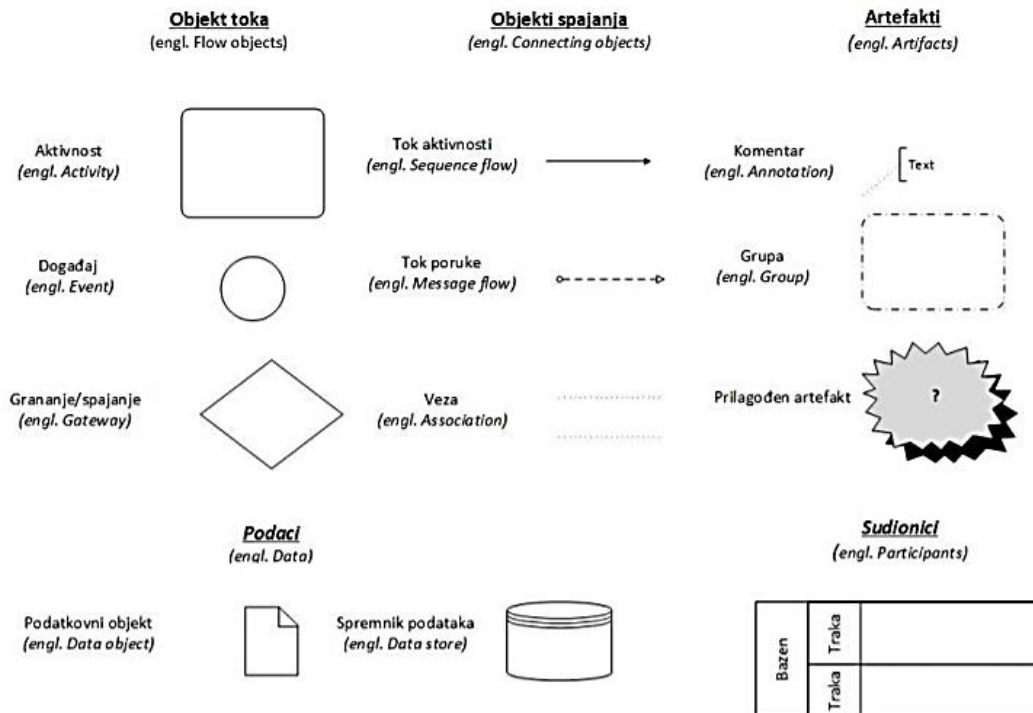 Objekt toka
(engl. Flow objects)
Objekti spajanja
(engl. Connecting objects)
Artefakti
(engl. Artifacts)
Aktivnost
(engl. Activity)
Tok aktivnosti
(engl. Sequence flow)
Komentar
(engl. Annotation)
Text
Događaj
(engl. Event)
Tok poruke
(engl. Message flow)
Grupa
(engl. Group)
Grananje/spajanje
(engl. Gateway)
Veza
(engl. Association)
Prilagođen artefakt
?
Podaci
(engl. Data)
Sudionici
(engl. Participants)
Podatkovni objekt
(engl. Data object)
Spremnik podataka
(engl. Data store)
Bazen
Traka
Traka